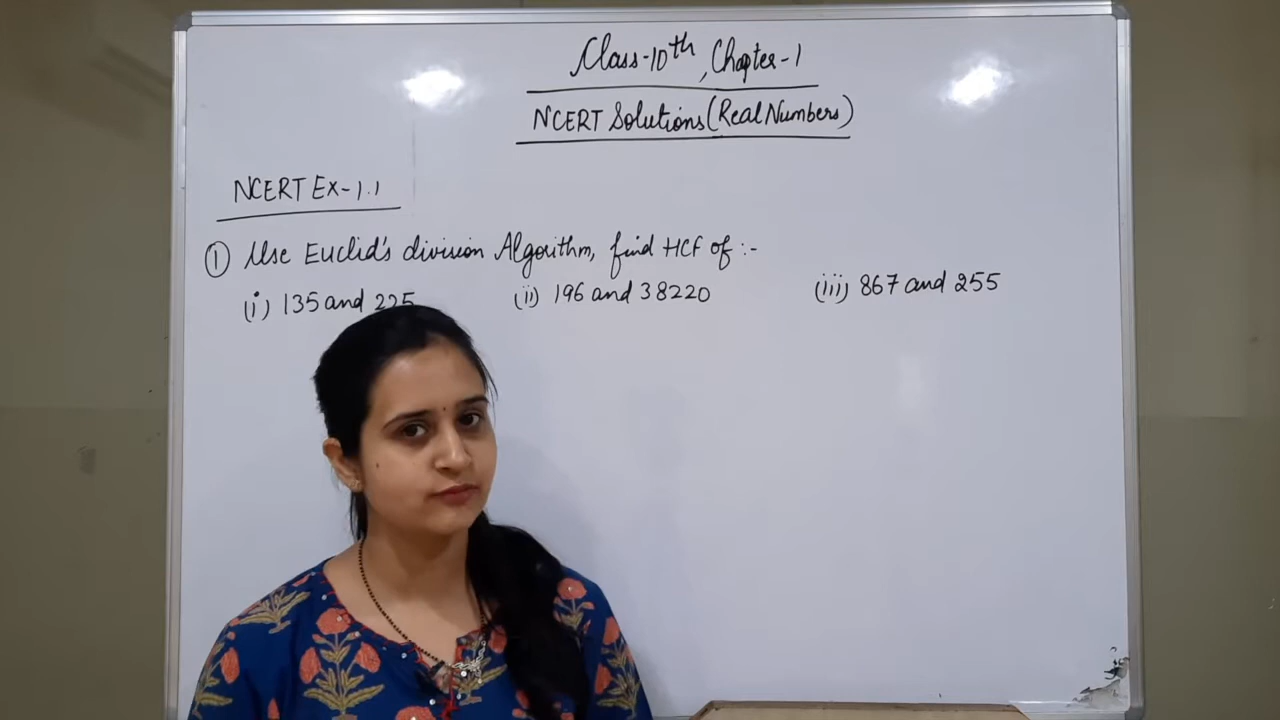 Class-10th, Chapter-1
NCERT Solutions (Real Numbers)
NCERT Ex-1.1
① Use Euclid's division Algorithm, find HCF of :-
(i) 135 and 225 (ii) 196 and 38220 (iii) 867 and 255